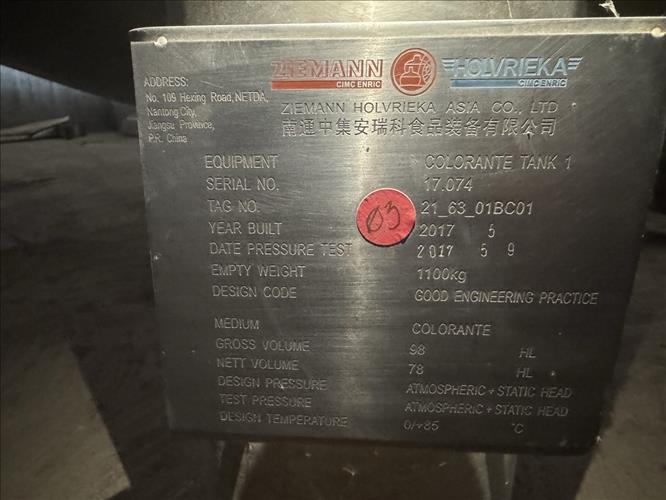 ZIEMANN
CIMC ENRIC
HOLVRIEKA
CIMC ENRIC
ADDRESS:
No. 109 Hexing Road, NETDA,
Nantong City,
Jiangsu Province,
P.R. China
ZIEMANN HOLVRIEKA ASIA CO., LTD
南通中集安瑞科食品装备有限公司
EQUIPMENT COLORANTE TANK 1
SERIAL NO. 17.074
TAG NO. 21_63_01BC01
03
YEAR BUILT 2017 5
DATE PRESSURE TEST 2017 5 9
EMPTY WEIGHT 1100kg
DESIGN CODE GOOD ENGINEERING PRACTICE
MEDIUM COLORANTE
GROSS VOLUME 98 HL
NETT VOLUME 78 HL
DESIGN PRESSURE ATMOSPHERIC + STATIC HEAD
TEST PRESSURE ATMOSPHERIC + STATIC HEAD
DESIGN TEMPERATURE 0/+85 °C